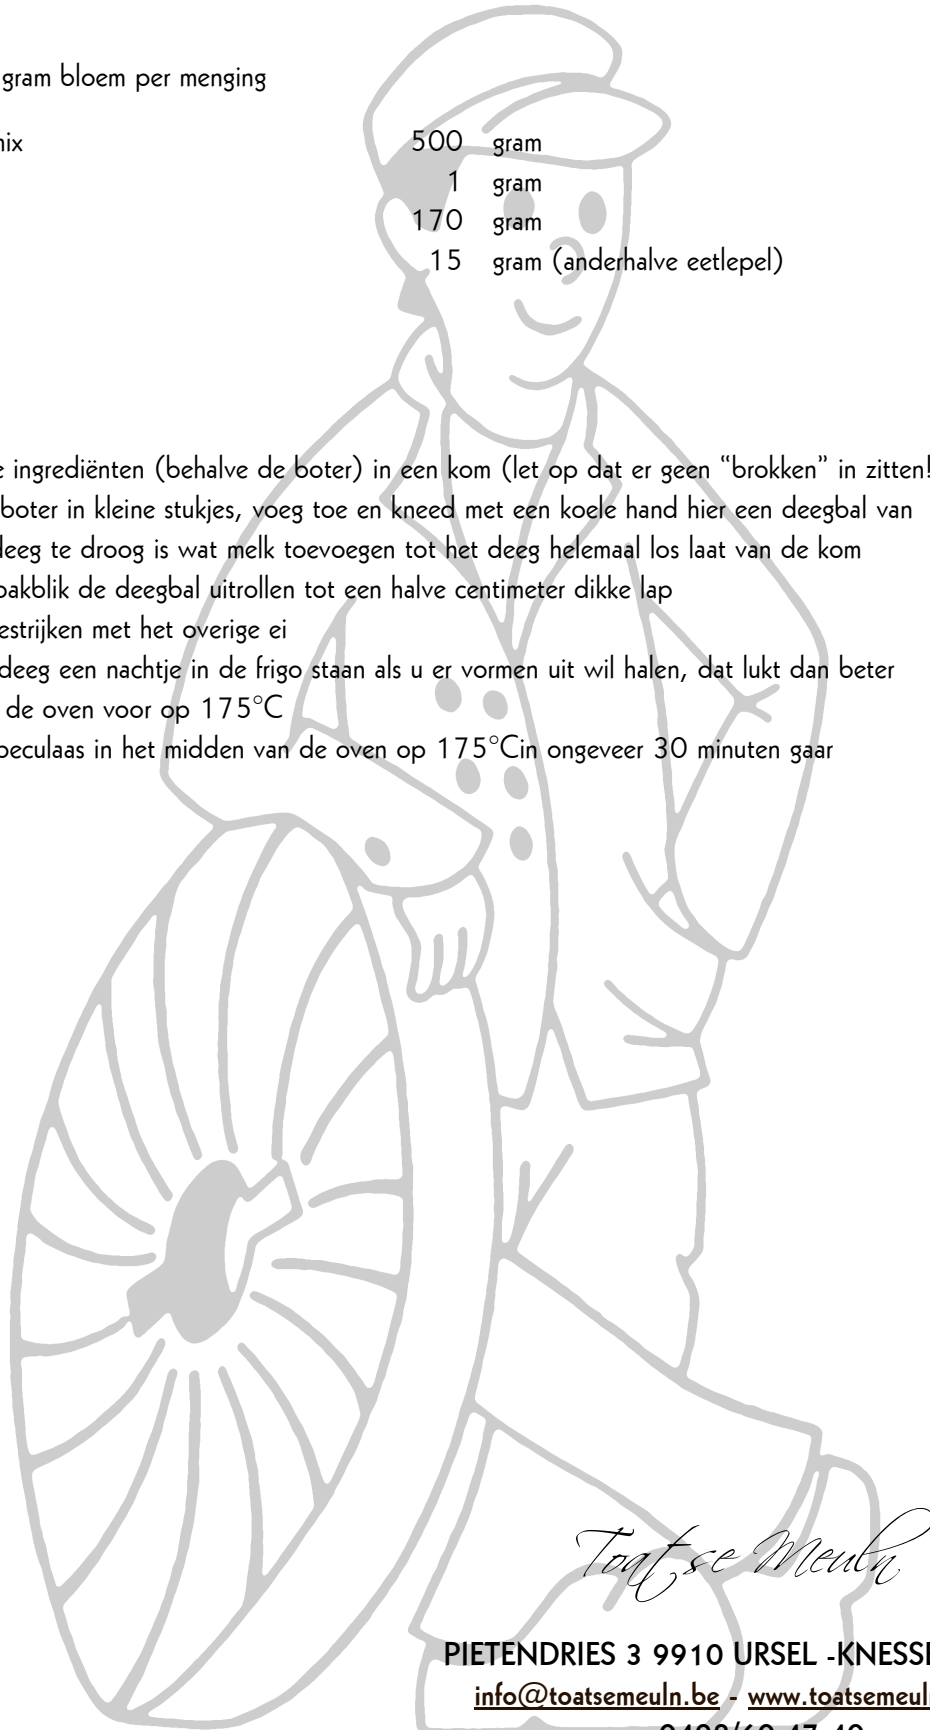 gram bloem per menging
mix 500 gram
1 gram
170 gram
15 gram (anderhalve eetlepel)
e ingrediënten (behalve de boter) in een kom (let op dat er geen “brokken” in zitten!
boter in kleine stukjes, voeg toe en kneed met een koele hand hier een deegbal van
deeg te droog is wat melk toevoegen tot het deeg helemaal los laat van de kom
bakblik de deegbal uitrollen tot een halve centimeter dikke lap
estrijken met het overige ei
deeg een nachtje in de frigo staan als u er vormen uit wil halen, dat lukt dan beter
de oven voor op 175°C
peculaas in het midden van de oven op 175°Cin ongeveer 30 minuten gaar
Toatse Meuln
PIETENDRIES 3 9910 URSEL -KNESSE
info@toatsemeuln.be - www.toatsemeuln